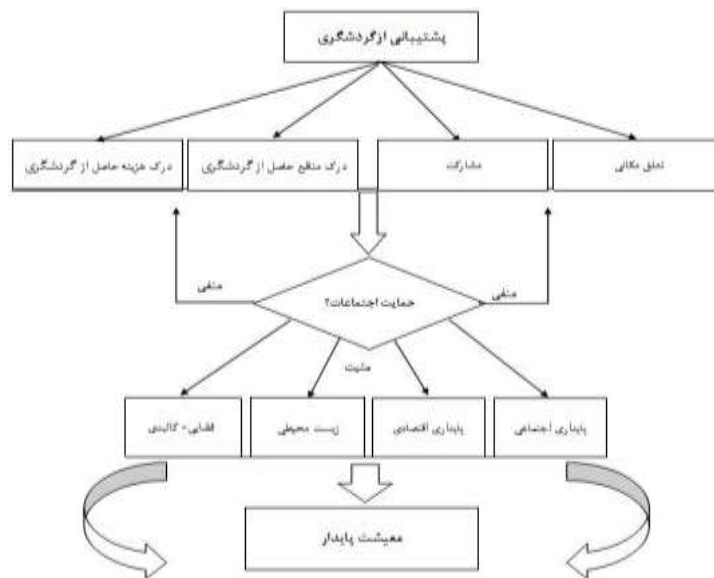 پشتیبانی ازگردشگری
تعلق مکانی
مشارکت
درک منافع حاصل از گردشگری
درک هزینه حاصل از گردشگری
منفی
حمایت اجتماعات؟
منفی
مثبت
پایداری اجتماعی
پایداری اقتصادی
زیست محیطی
فضایی- کالبدی
معیشت پایدار